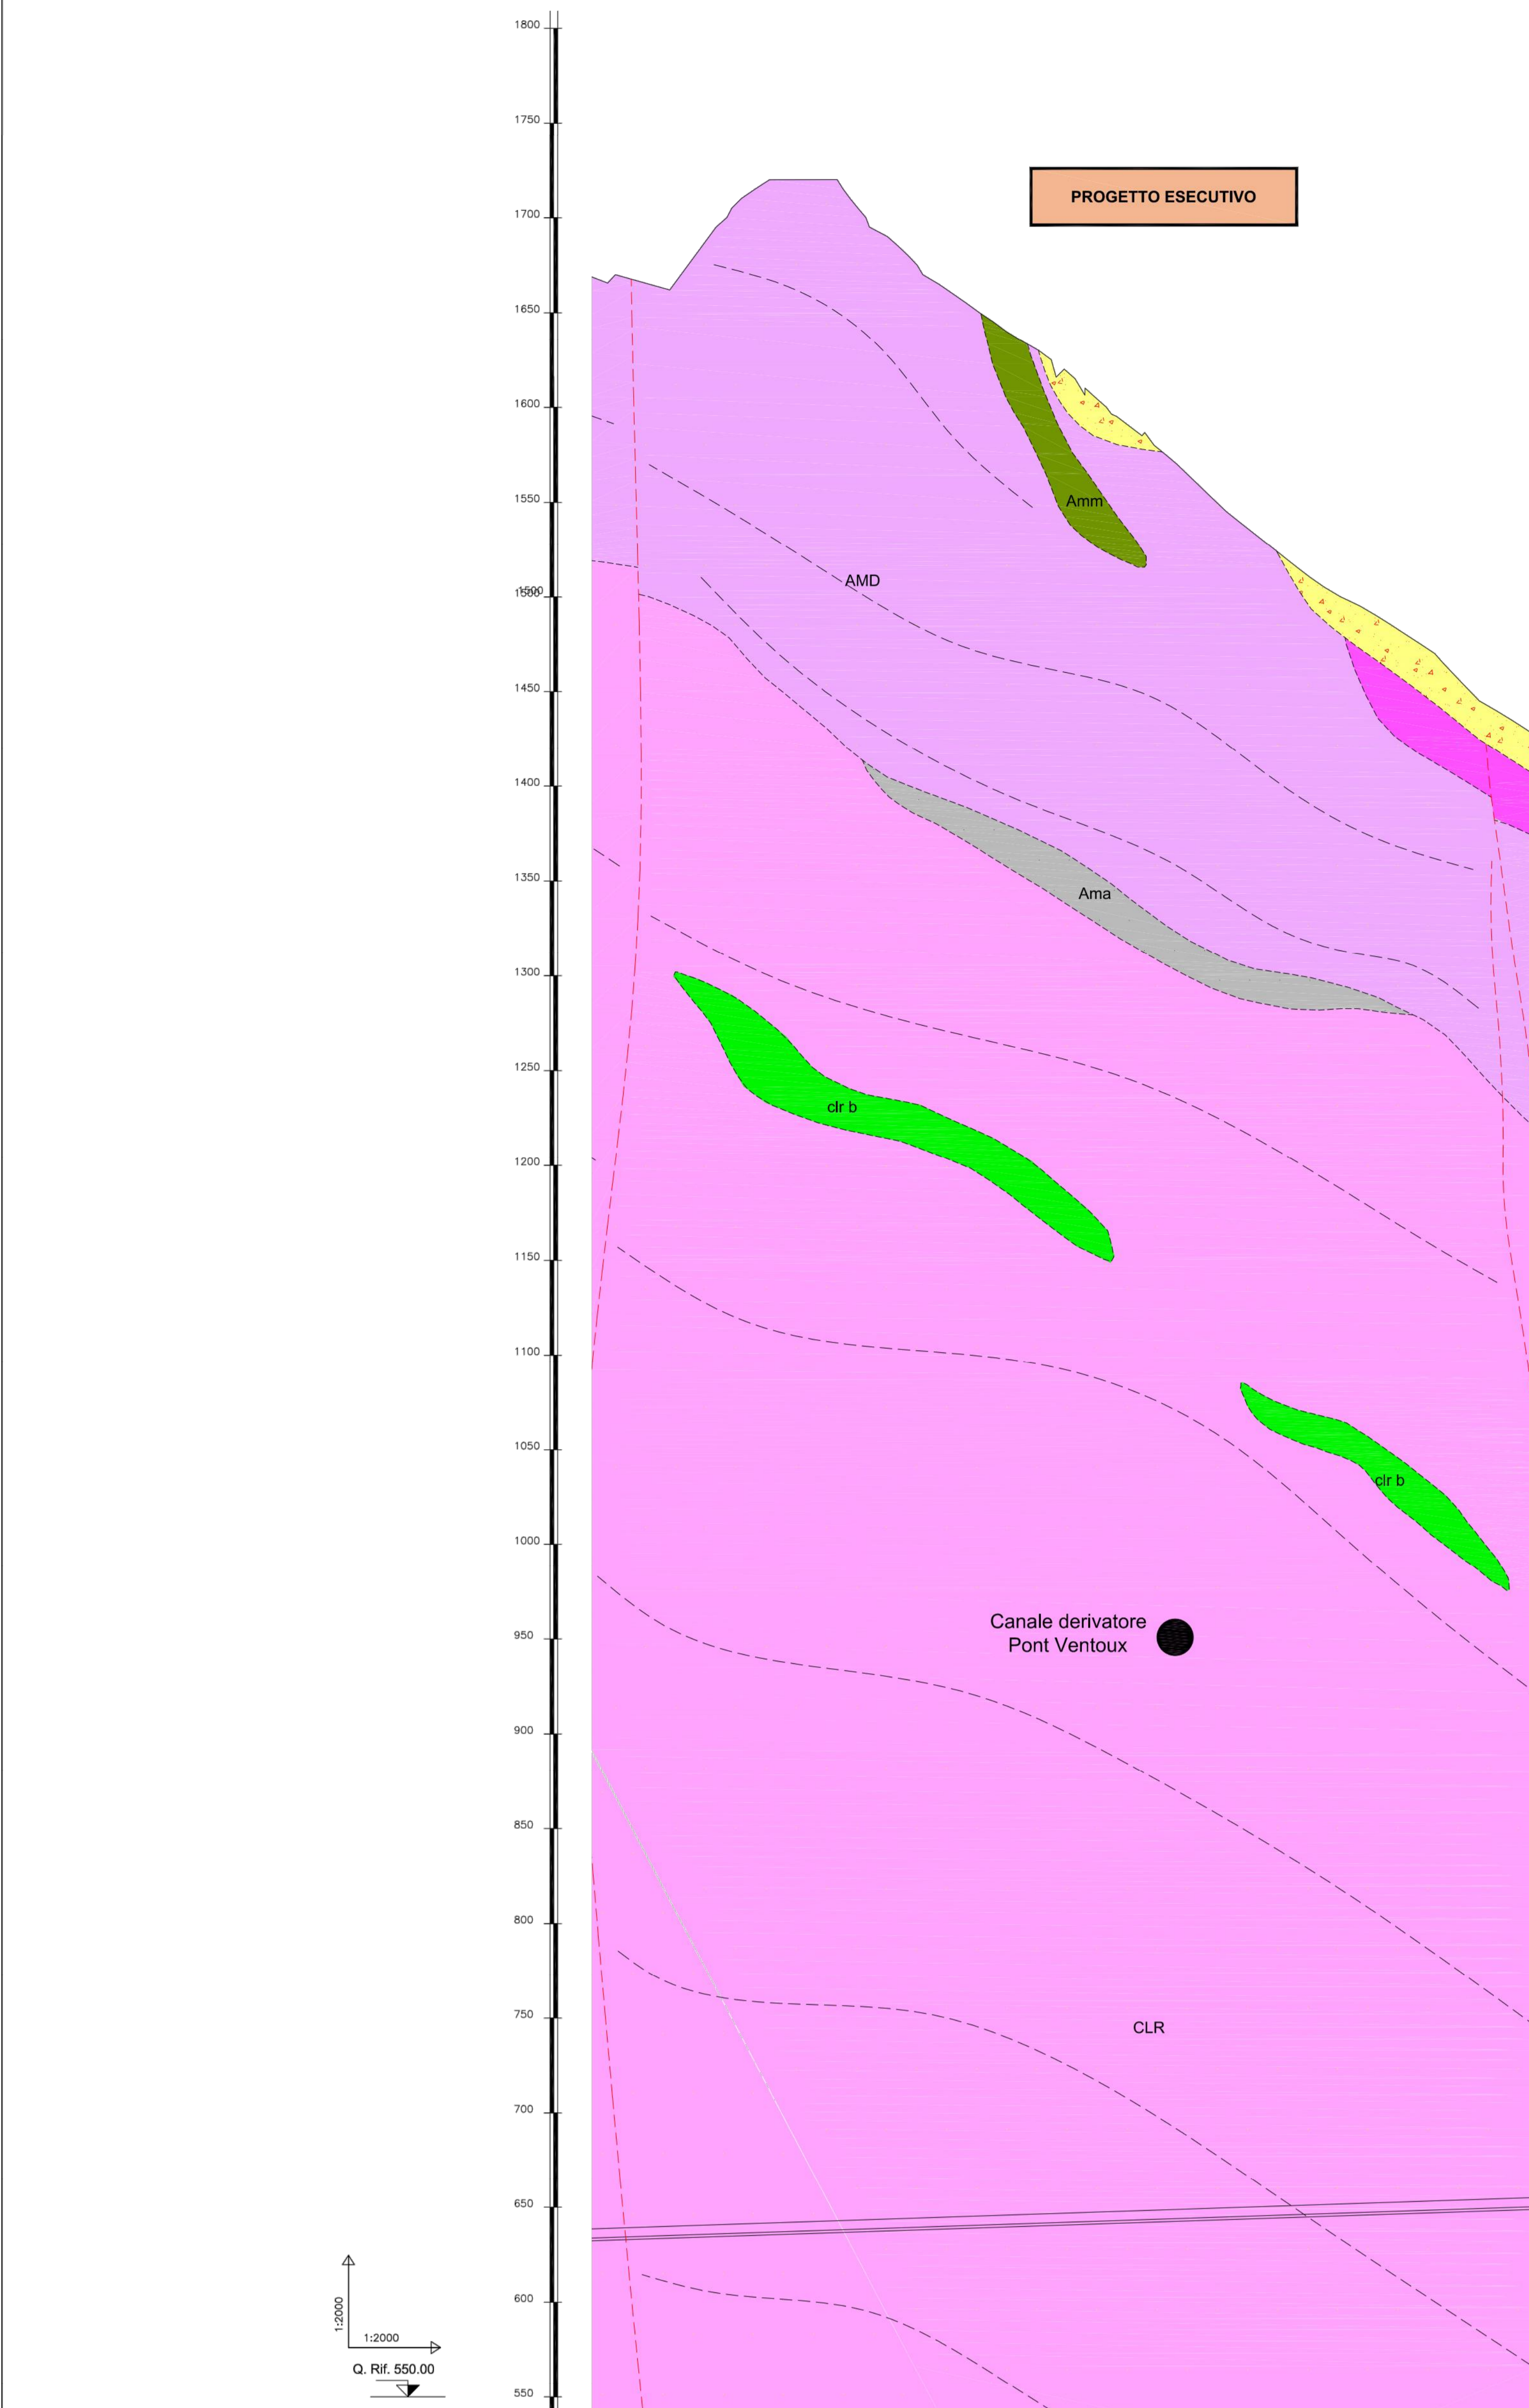 1800
1750
PROGETTO ESECUTIVO
1700
1650
1600
1550
Amm
AMD
1500
1500
1450
1400
1350
Ama
1300
1250
clr b
1200
1150
1100
1050
clr b
1000
Canale derivatore
Pont Ventoux
950
900
850
800
750
CLR
700
650
600
1:2000
1:2000
Q. Rif. 550.00
550